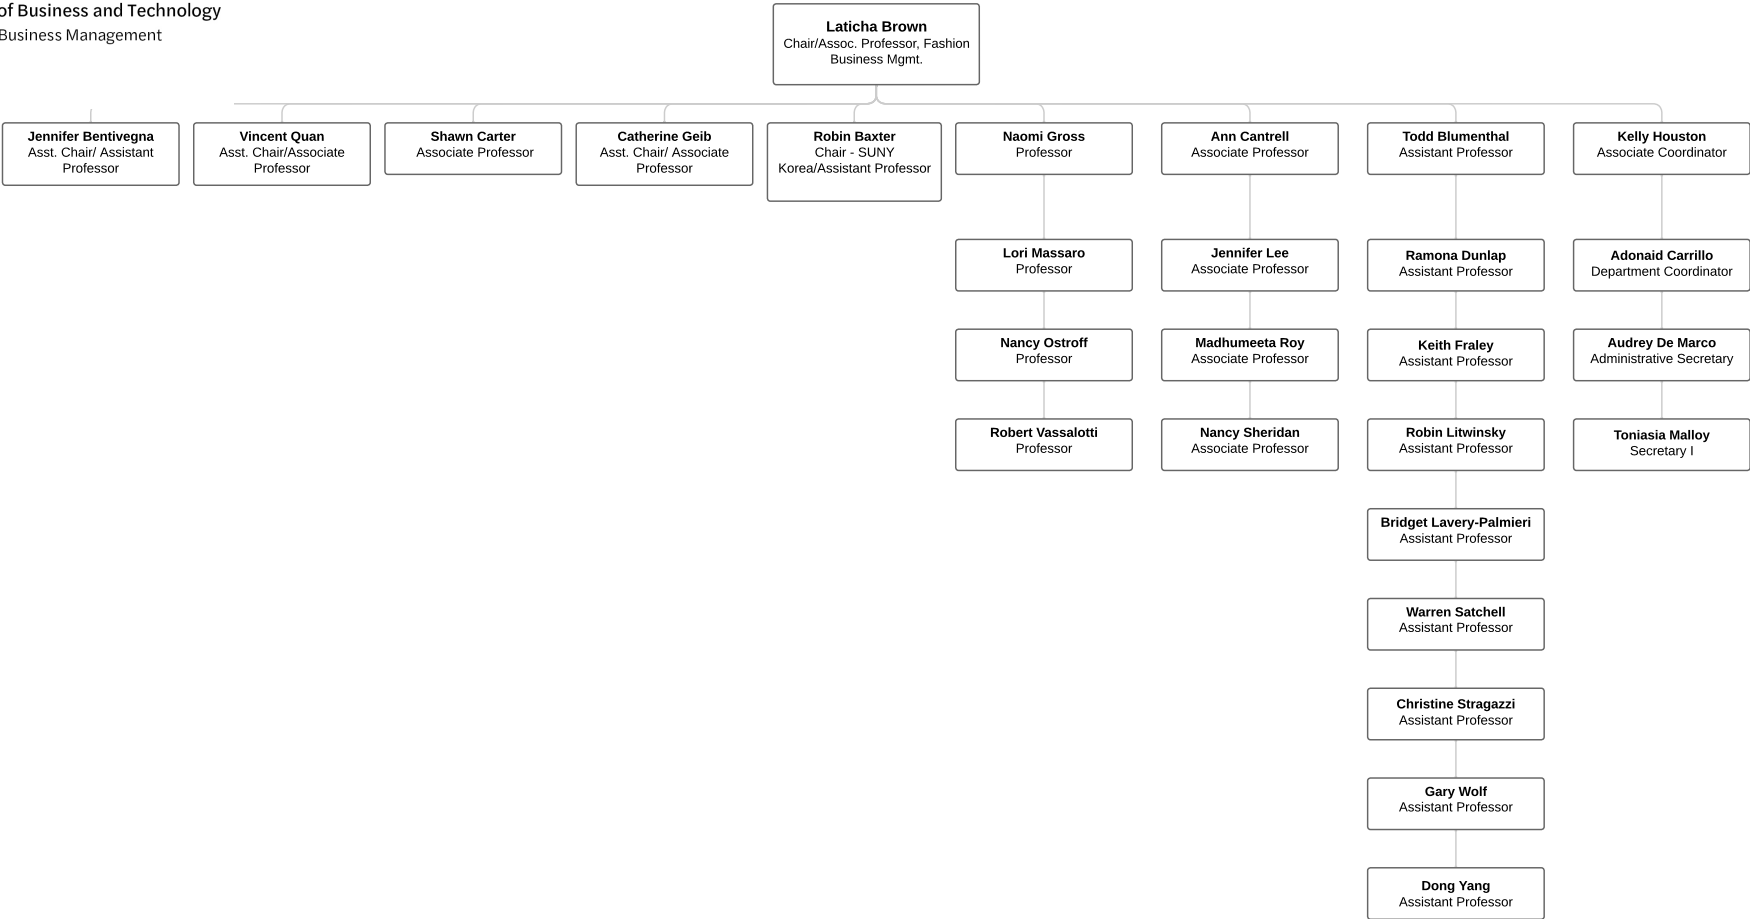 of Business and Technology
Business Management
Laticha Brown
Chair/Assoc. Professor, Fashion
Business Mgmt.
Jennifer Bentivegna
Asst. Chair/ Assistant
Professor
Vincent Quan
Asst. Chair/Associate
Professor
Shawn Carter
Associate Professor
Catherine Geib
Asst. Chair/ Associate
Professor
Robin Baxter
Chair - SUNY
Korea/Assistant Professor
Naomi Gross
Professor
Ann Cantrell
Associate Professor
Todd Blumenthal
Assistant Professor
Kelly Houston
Associate Coordinator
Lori Massaro
Professor
Jennifer Lee
Associate Professor
Ramona Dunlap
Assistant Professor
Adonaid Carrillo
Department Coordinator
Nancy Ostroff
Professor
Madhumeeta Roy
Associate Professor
Keith Fraley
Assistant Professor
Audrey De Marco
Administrative Secretary
Robert Vassalotti
Professor
Nancy Sheridan
Associate Professor
Robin Litwinsky
Assistant Professor
Toniasia Malloy
Secretary I
Bridget Lavery-Palmieri
Assistant Professor
Warren Satchell
Assistant Professor
Christine Stragazzi
Assistant Professor
Gary Wolf
Assistant Professor
Dong Yang
Assistant Professor